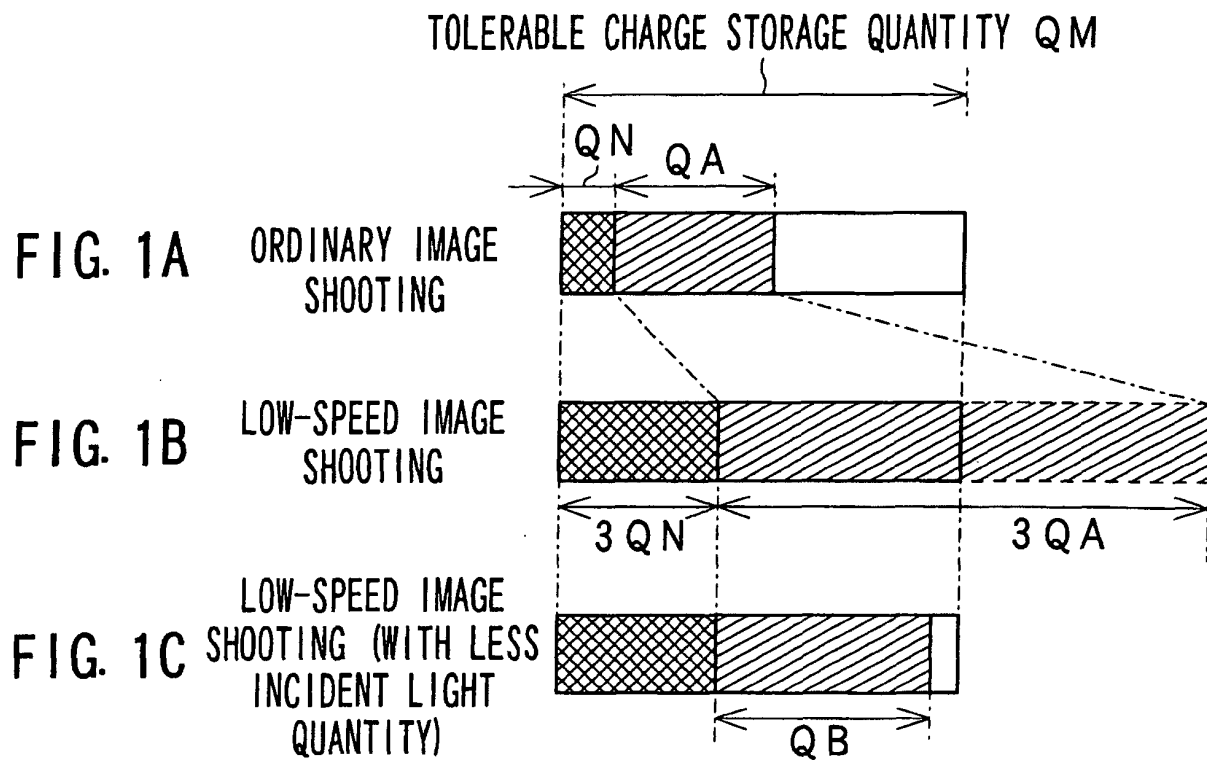 TOLERABLE CHARGE STORAGE QUANTITY QM
QN
QA
FIG. 1A
ORDINARY IMAGE
SHOOTING
FIG. 1B
LOW-SPEED IMAGE
SHOOTING
3QN
3QA
FIG. 1C
LOW-SPEED IMAGE
SHOOTING (WITH LESS
INCIDENT LIGHT
QUANTITY)
QB